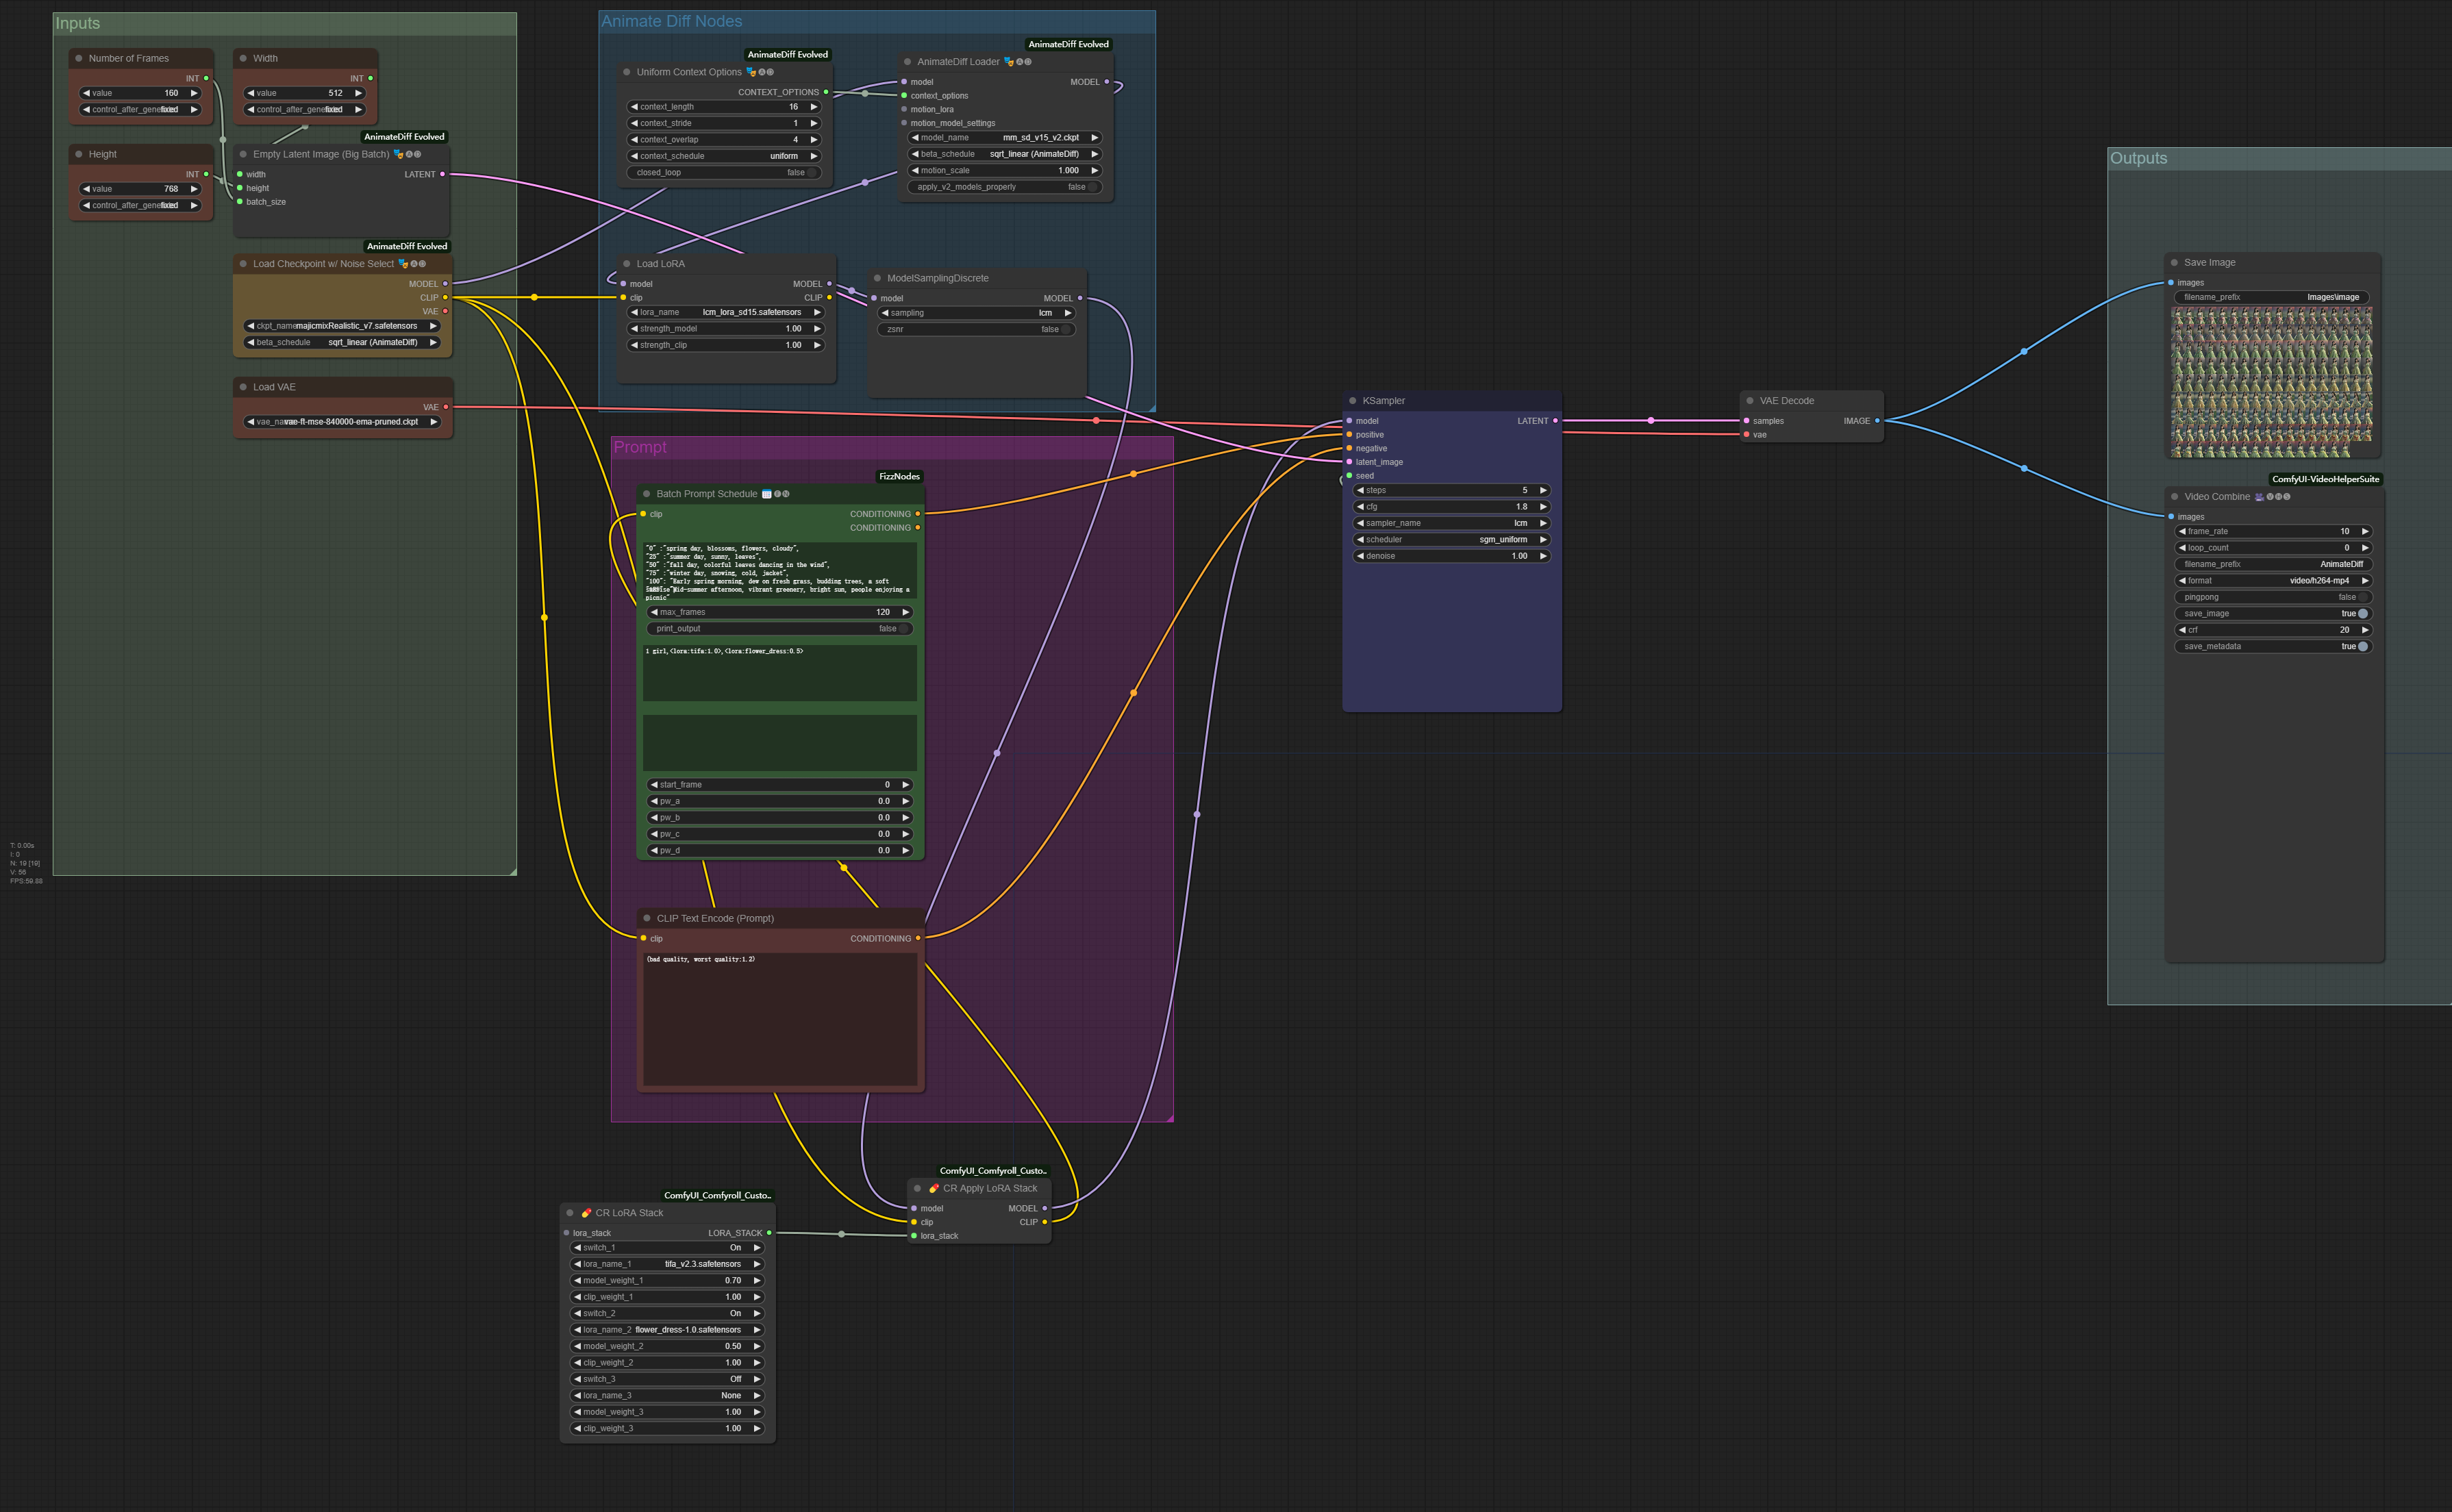 Inputs
Number of Frames
INT
value 160
control_after_generate fixed
Width
INT
value 512
control_after_generate fixed
Height
INT
value 768
control_after_generate fixed
AnimateDiff Evolved
Empty Latent Image (Big Batch)
width LATENT
height
batch_size
AnimateDiff Evolved
Load Checkpoint w/ Noise Select
MODEL
CLIP
VAE
ckpt_name majicmixRealistic_v7.safetensors
beta_schedule sqrt_linear (AnimateDiff)
Load VAE
VAE
vae-ft-mse-840000-ema-pruned.ckpt
Animate Diff Nodes
AnimateDiff Evolved
Uniform Context Options
CONTEXT_OPTIONS
context_length 16
context_stride 1
context_overlap 4
context_schedule uniform
closed_loop false
AnimateDiff Evolved
AnimateDiff Loader
model MODEL
context_options
motion_lora
motion_model_settings
model_name mm_sd_v15_v2.ckpt
beta_schedule sqrt_linear (AnimateDiff)
motion_scale 1.000
apply_v2_models_properly false
Load LoRA
model MODEL
clip CLIP
lora_name lcm_lora_sd15.safetensors
strength_model 1.00
strength_clip 1.00
ModelSamplingDiscrete
model MODEL
sampling lcm
zsnr false
Prompt
FizzNodes
Batch Prompt Schedule
clip CONDITIONING
CONDITIONING
"0" :"spring day, blossoms, flowers, cloudy",
"25" :"summer day, sunny, leaves",
"50" :"fall day, colorful leaves dancing in the wind",
"75" :"winter day, snowing, cold, jacket",
"100": "Early spring morning, dew on fresh grass, budding trees, a soft
Mid-summer afternoon, vibrant greenery, bright sun, people enjoying a
picnic"
max_frames 120
print_output false
1 girl,<lora:tifa:1.0>,<lora:flower_dress:0.5>
start_frame 0
pw_a 0.0
pw_b 0.0
pw_c 0.0
pw_d 0.0
CLIP Text Encode (Prompt)
clip CONDITIONING
(bad quality, worst quality:1.2)
KSampler
model LATENT
positive
negative
latent_image
seed
steps 5
cfg 1.8
sampler_name lcm
scheduler sgm_uniform
denoise 1.00
VAE Decode
samples IMAGE
vae
Outputs
Save Image
images
filename_prefix Images\image
ComfyUI-VideoHelperSuite
Video Combine
images
frame_rate 10
loop_count 0
filename_prefix AnimateDiff
format video/h264-mp4
pingpong false
save_image true
crf 20
save_metadata true
T: 0.00s
I: 0
N: 19 [19]
V: 56
FPS:59.88
ComfyUI_Comfyroll_Custo..
CR LoRA Stack
lora_stack LORA_STACK
switch_1 On
lora_name_1 tifa_v2.3.safetensors
model_weight_1 0.70
clip_weight_1 1.00
switch_2 On
lora_name_2 flower_dress-1.0.safetensors
model_weight_2 0.50
clip_weight_2 1.00
switch_3 Off
lora_name_3 None
model_weight_3 1.00
clip_weight_3 1.00
ComfyUI_Comfyroll_Custo..
CR Apply LoRA Stack
model MODEL
clip CLIP
lora_stack